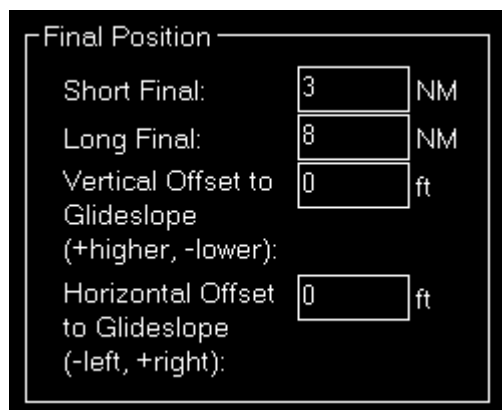 Final Position
Short Final: 3 NM
Long Final: 8 NM
Vertical Offset to 0 ft
Glideslope
(+higher, -lower):
Horizontal Offset 0 ft
to Glideslope
(-left, +right):